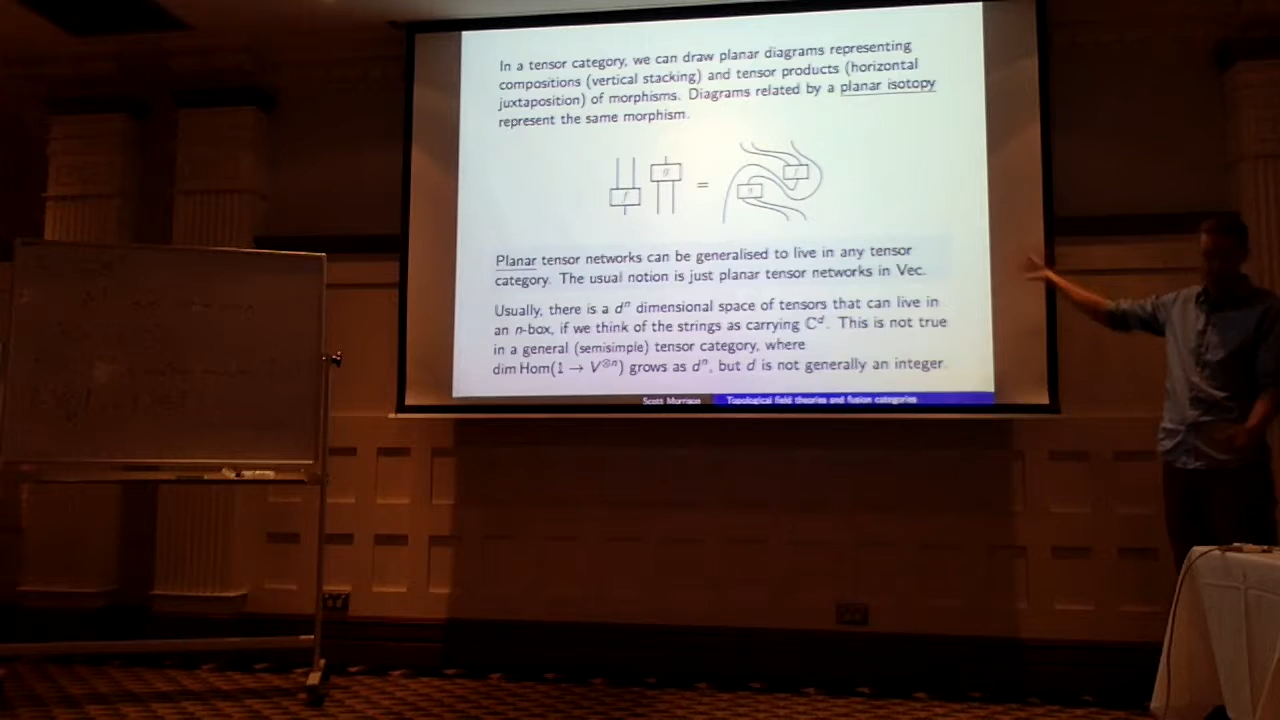 In a tensor category, we can draw planar diagrams representing
compositions (vertical stacking) and tensor products (horizontal
juxtaposition) of morphisms. Diagrams related by a planar isotopy
represent the same morphism.
f g = g f
Planar tensor networks can be generalised to live in any tensor
category. The usual notion is just planar tensor networks in Vec.
Usually, there is a dⁿ dimensional space of tensors that can live in
an n-box, if we think of the strings as carrying ℂᵈ. This is not true
in a general (semisimple) tensor category, where
dim Hom(1 → V^⊗n) grows as dⁿ, but d is not generally an integer.
Scott Morrison Topological field theories and fusion categories